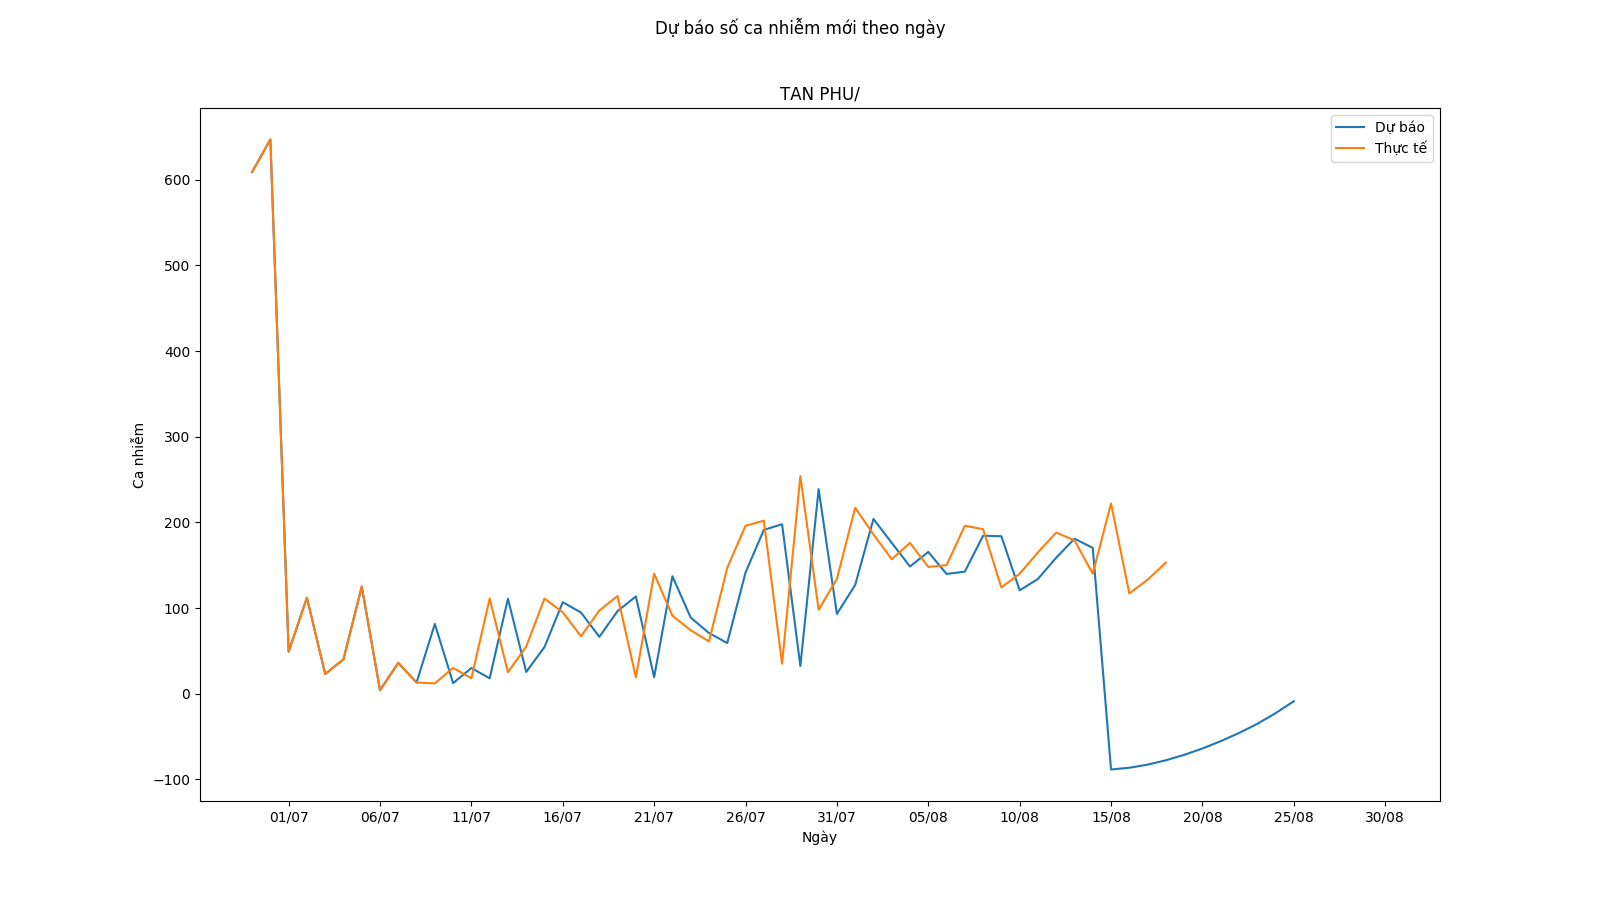 Dự báo số ca nhiễm mới theo ngày
TAN PHU/
Dự báo
Thực tế
600
500
400
300
200
100
0
−100
Ca nhiễm
01/07 06/07 11/07 16/07 21/07 26/07 31/07 05/08 10/08 15/08 20/08 25/08 30/08
Ngày